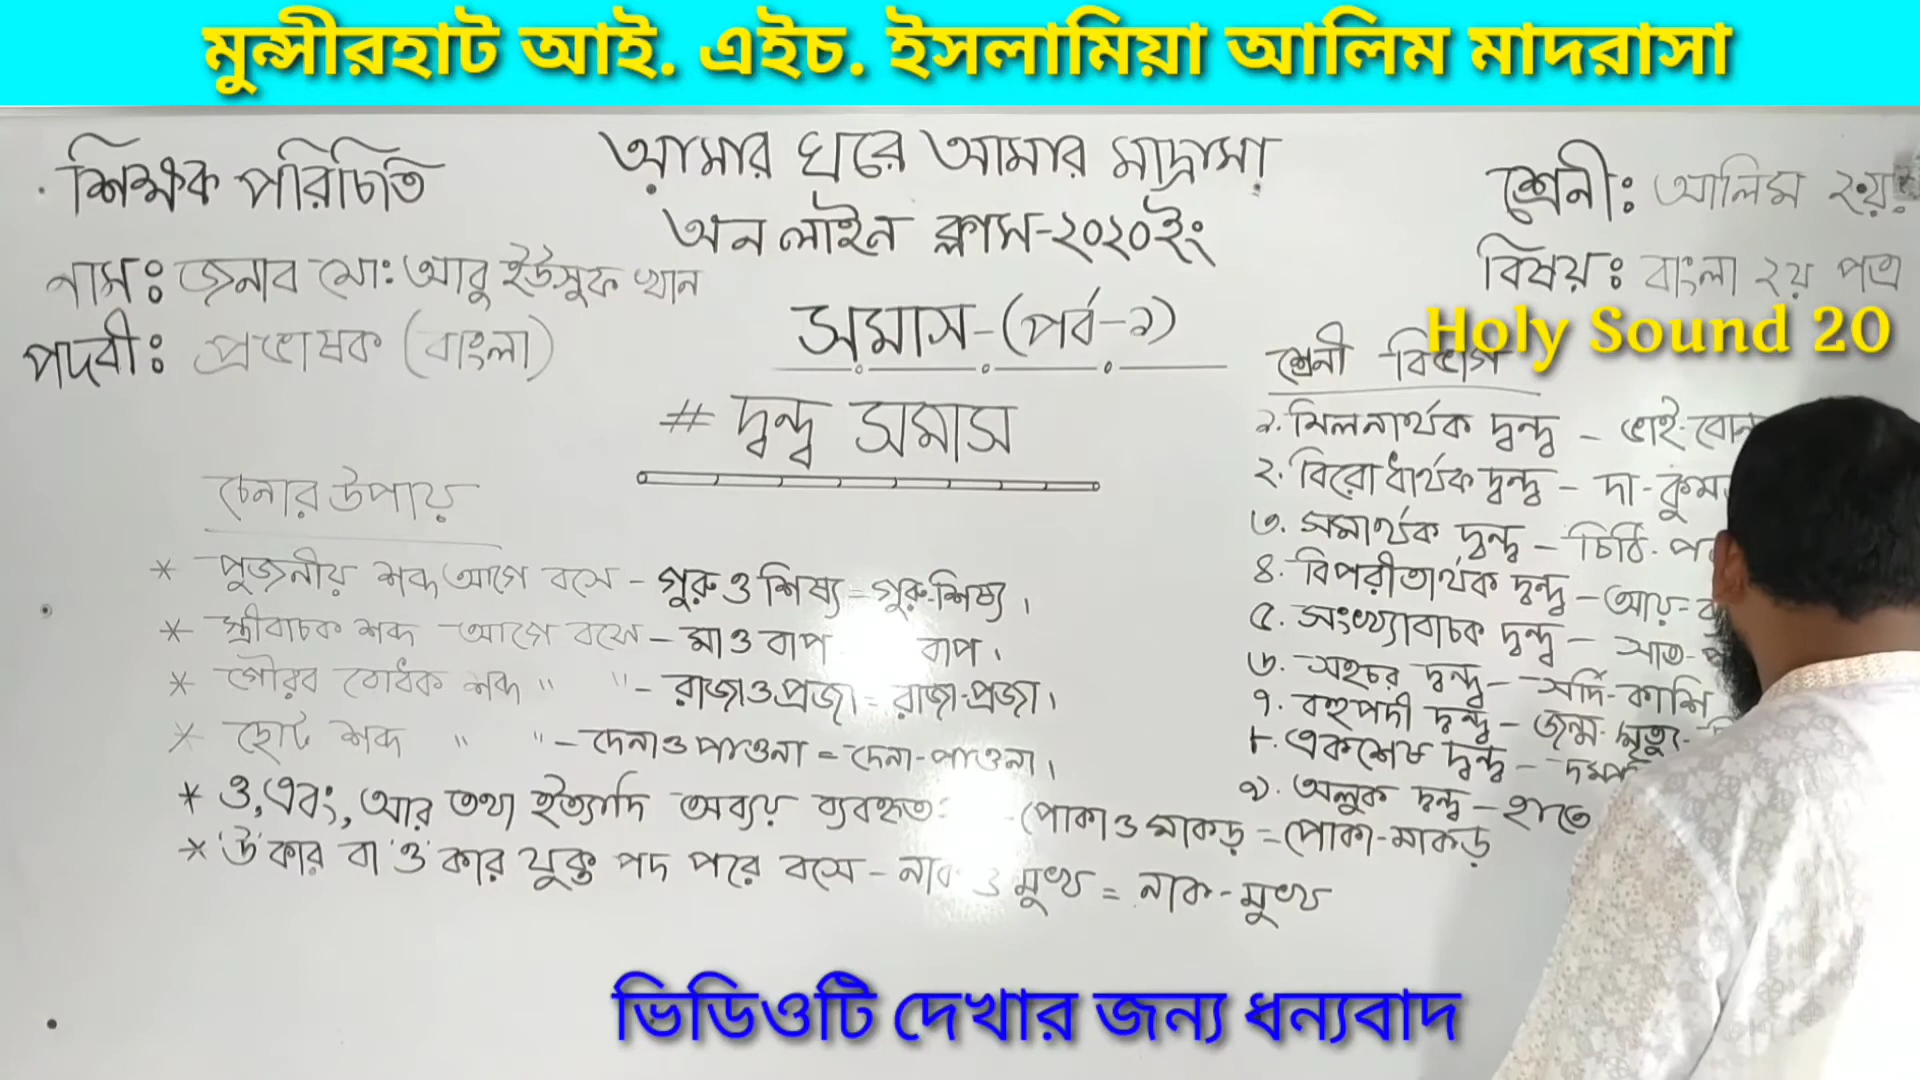 মুন্সীরহাট আই. এইচ. ইসলামিয়া আলিম মাদরাসা
আমার ঘরে আমার মাদ্রাসা
অনলাইন ক্লাস-২০২০ইং
শিক্ষক পরিচিতি
নাম: জনাব মো: আবু ইউসুফ খান
পদবী: প্রভাষক (বাংলা)
শ্রেনী: আলিম ২য়
বিষয়: বাংলা ২য় পত্র
Holy Sound 20
সমাস-(পর্ব-১)
# দ্বন্দ্ব সমাস
চেনার উপায়
* পুজনীয় শব্দ আগে বসে - গুরু ও শিষ্য = গুরু-শিষ্য।
* স্ত্রীবাচক শব্দ আগে বসে - মা ও বাপ বাপ।
* গৌরব বোধক শব্দ " " - রাজা ও প্রজা = রাজা-প্রজা।
* ছোট শব্দ " " - দেনা ও পাওনা = দেনা-পাওনা।
* ও, এবং, আর তথা ইত্যাদি অব্যয় ব্যবহৃত - পোকা ও মাকড় = পোকা-মাকড়
* 'উ' কার বা 'ও' কার যুক্ত পদ পরে বসে - নাক ও মুখ = নাক-মুখ
শ্রেনী বিভাগ
১. মিলনার্থক দ্বন্দ্ব - ভাই-বোন
২. বিরোধার্থক দ্বন্দ্ব - দা-কুম
৩. সমার্থক দ্বন্দ্ব - চিঠি-প
৪. বিপরীতার্থক দ্বন্দ্ব - আয়-ব
৫. সংখ্যাবাচক দ্বন্দ্ব - সাত-প
৬. সহচর দ্বন্দ্ব - সর্দি-কাশি
৭. বহুপদী দ্বন্দ্ব - জন্ম-মৃত্যু-
৮. একশেষ দ্বন্দ্ব - দম্প
৯. অলুক দ্বন্দ্ব - হাতে
ভিডিওটি দেখার জন্য ধন্যবাদ